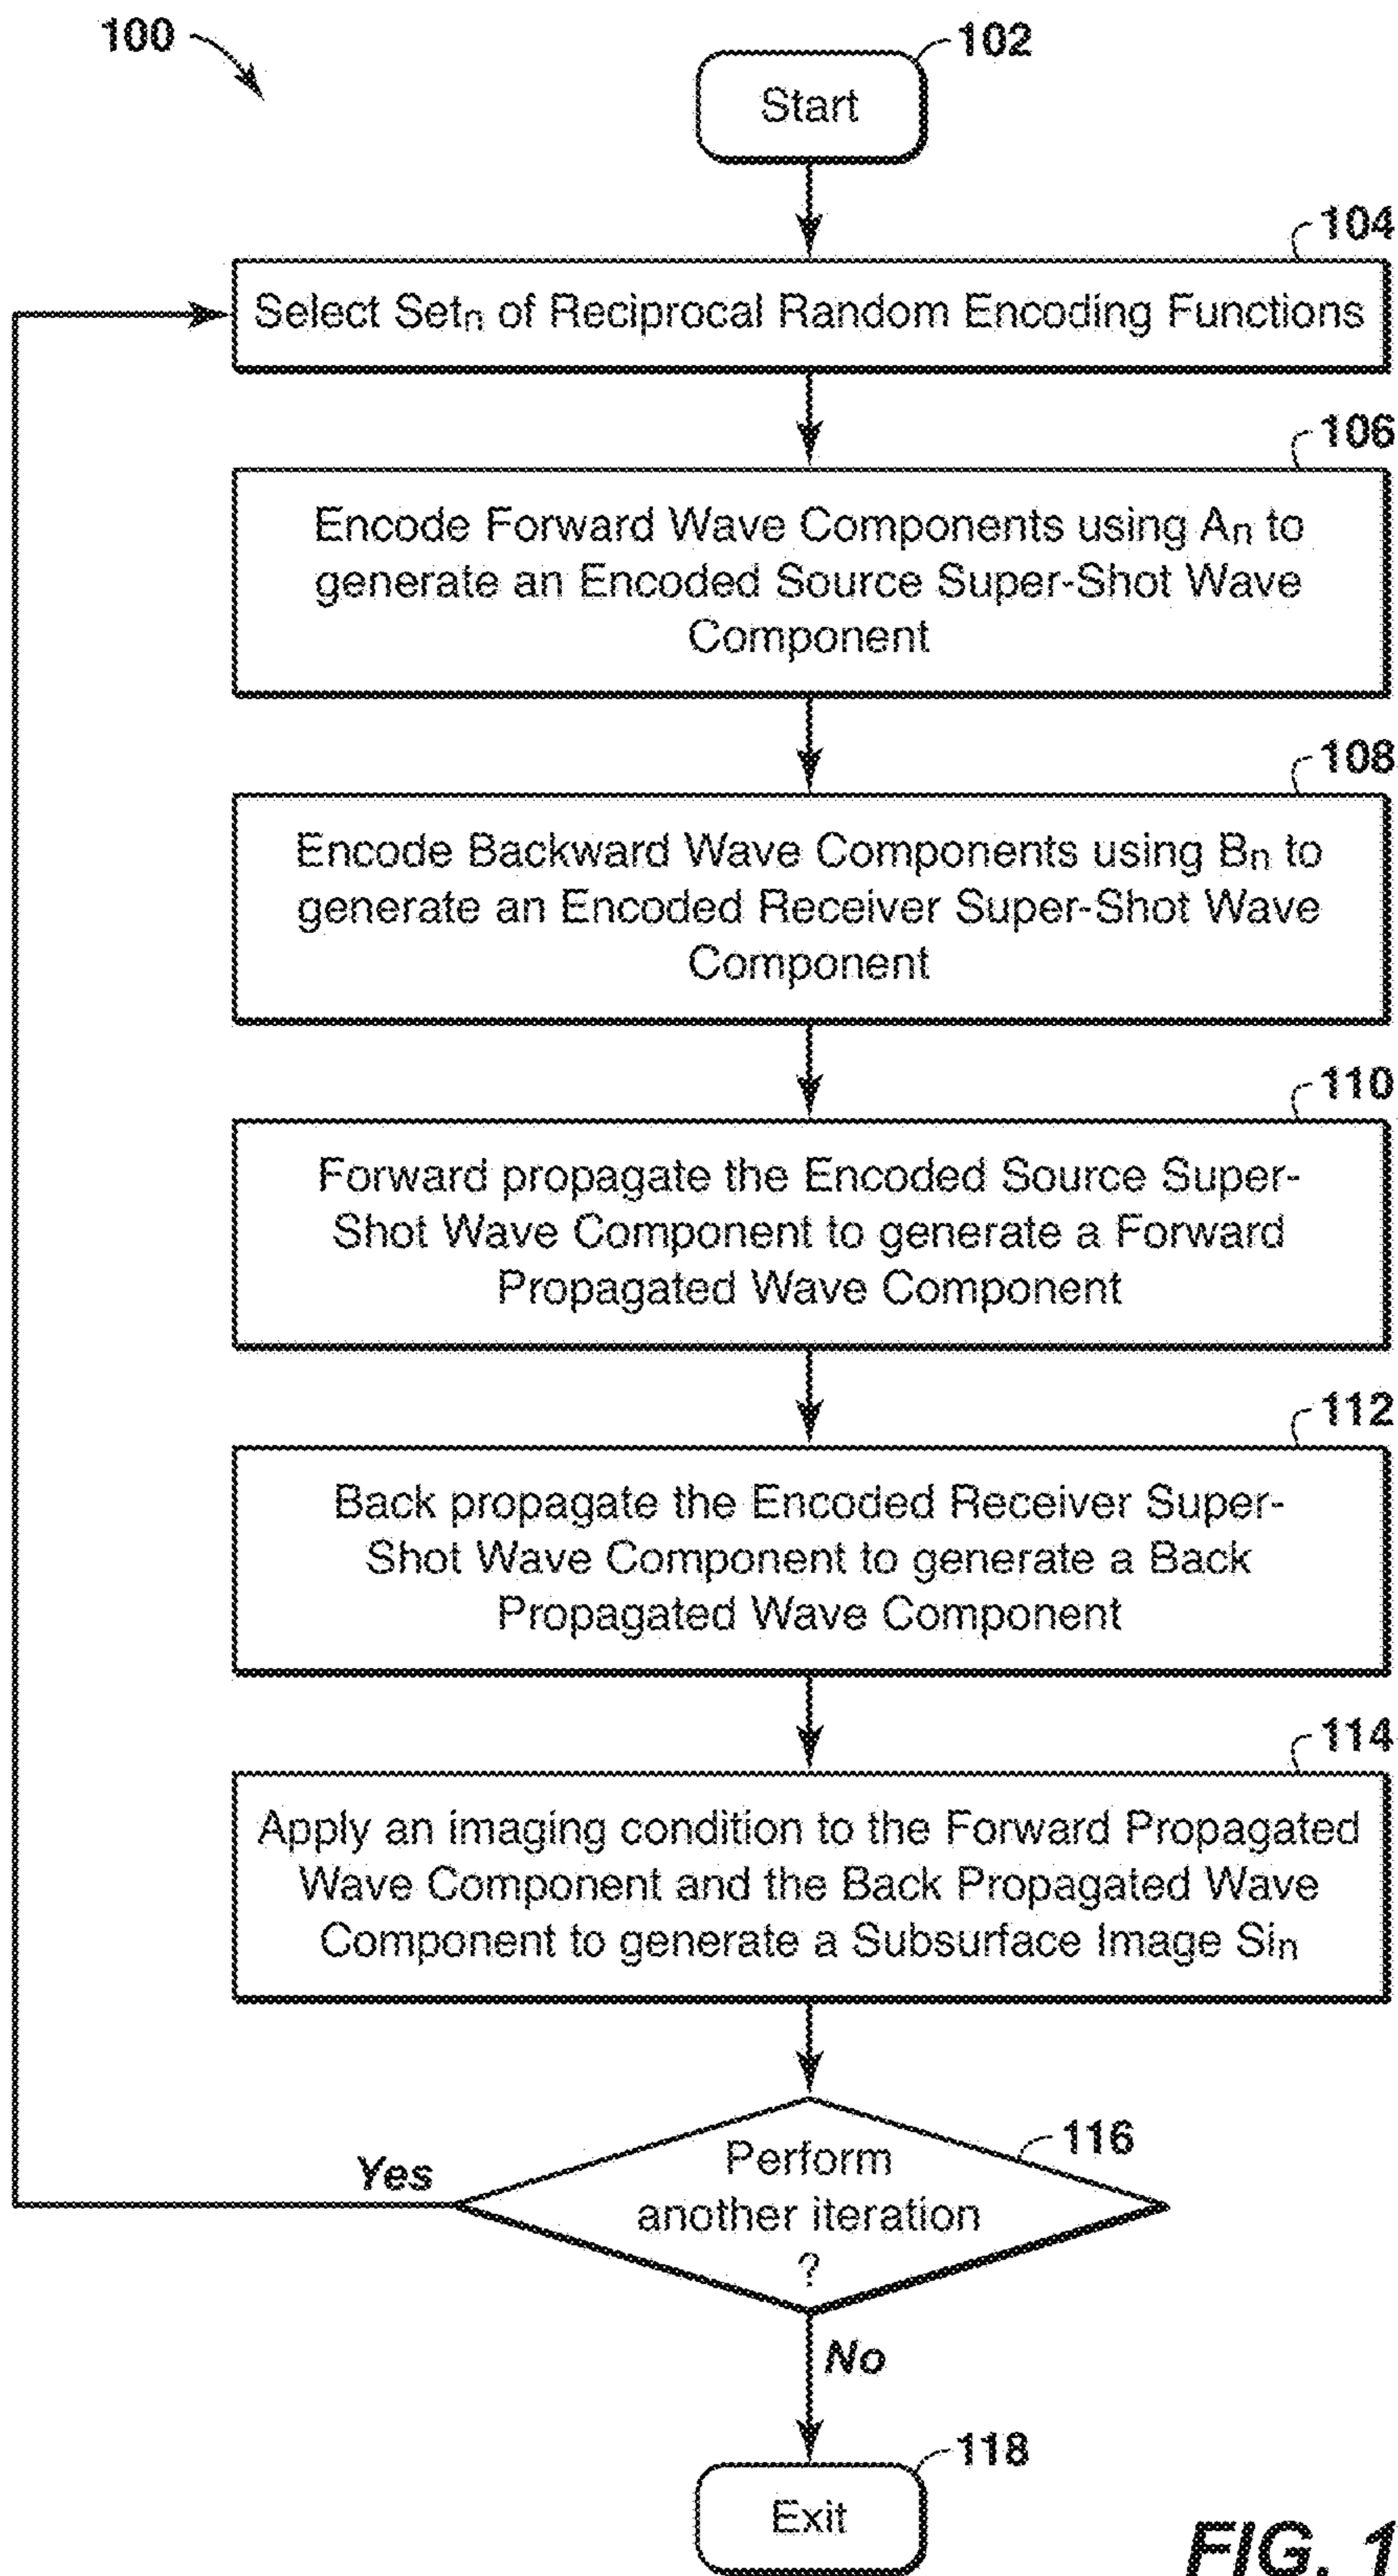 100
102
Start
104
Select Setn of Reciprocal Random Encoding Functions
106
Encode Forward Wave Components using An to
generate an Encoded Source Super-Shot Wave
Component
108
Encode Backward Wave Components using Bn to
generate an Encoded Receiver Super-Shot Wave
Component
110
Forward propagate the Encoded Source Super-
Shot Wave Component to generate a Forward
Propagated Wave Component
112
Back propagate the Encoded Receiver Super-
Shot Wave Component to generate a Back
Propagated Wave Component
114
Apply an imaging condition to the Forward Propagated
Wave Component and the Back Propagated Wave
Component to generate a Subsurface Image Sin
116
Perform
another iteration
?
Yes
No
118
Exit
FIG. 1